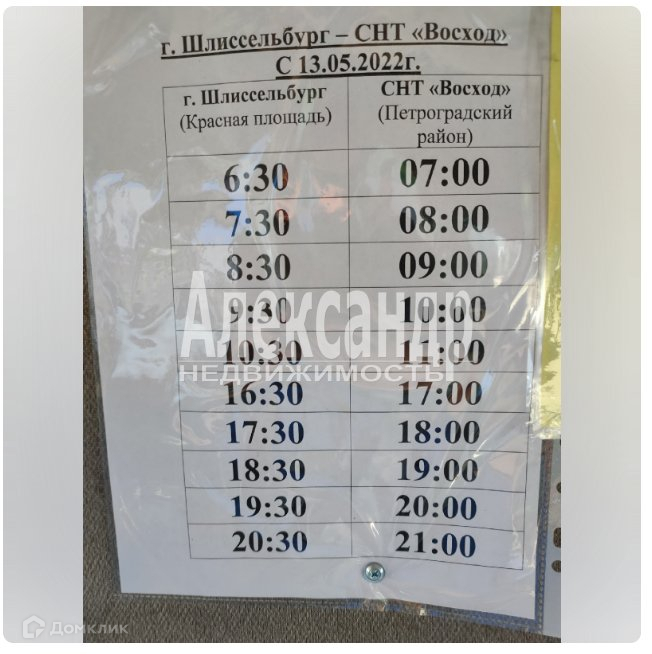 г. Шлиссельбург – СНТ «Восход»
С 13.05.2022г.
г. Шлиссельбург (Красная площадь) СНТ «Восход» (Петроградский район)
6:30 07:00
7:30 08:00
8:30 09:00
9:30 10:00
10:30 11:00
16:30 17:00
17:30 18:00
18:30 19:00
19:30 20:00
20:30 21:00
Александр
НЕДВИЖИМОСТЬ
Домклик